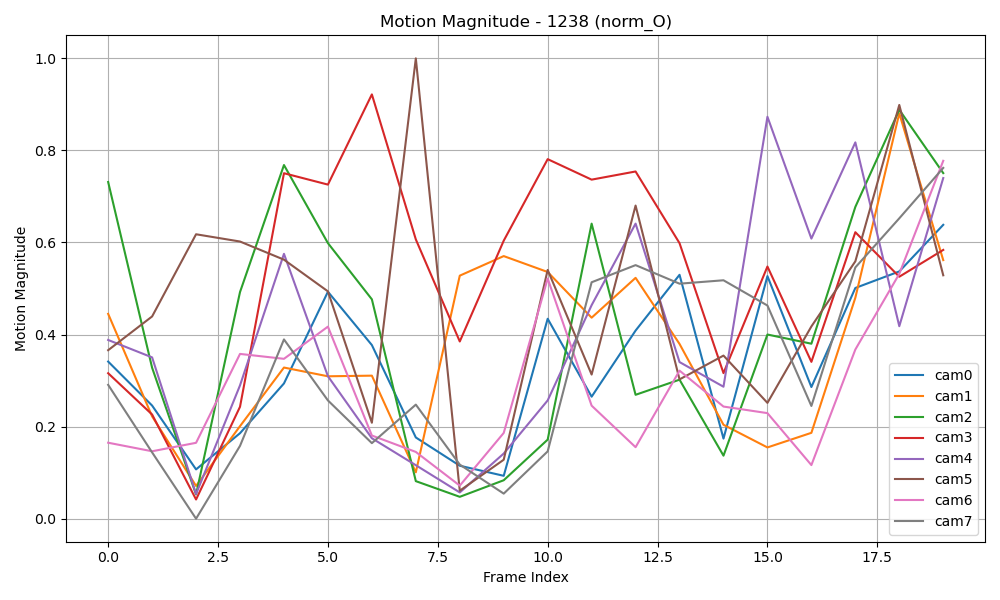 Motion Magnitude - 1238 (norm_O)
1.0
0.8
0.6
0.4
0.2
0.0
Motion Magnitude
0.0 2.5 5.0 7.5 10.0 12.5 15.0 17.5
Frame Index
cam0
cam1
cam2
cam3
cam4
cam5
cam6
cam7